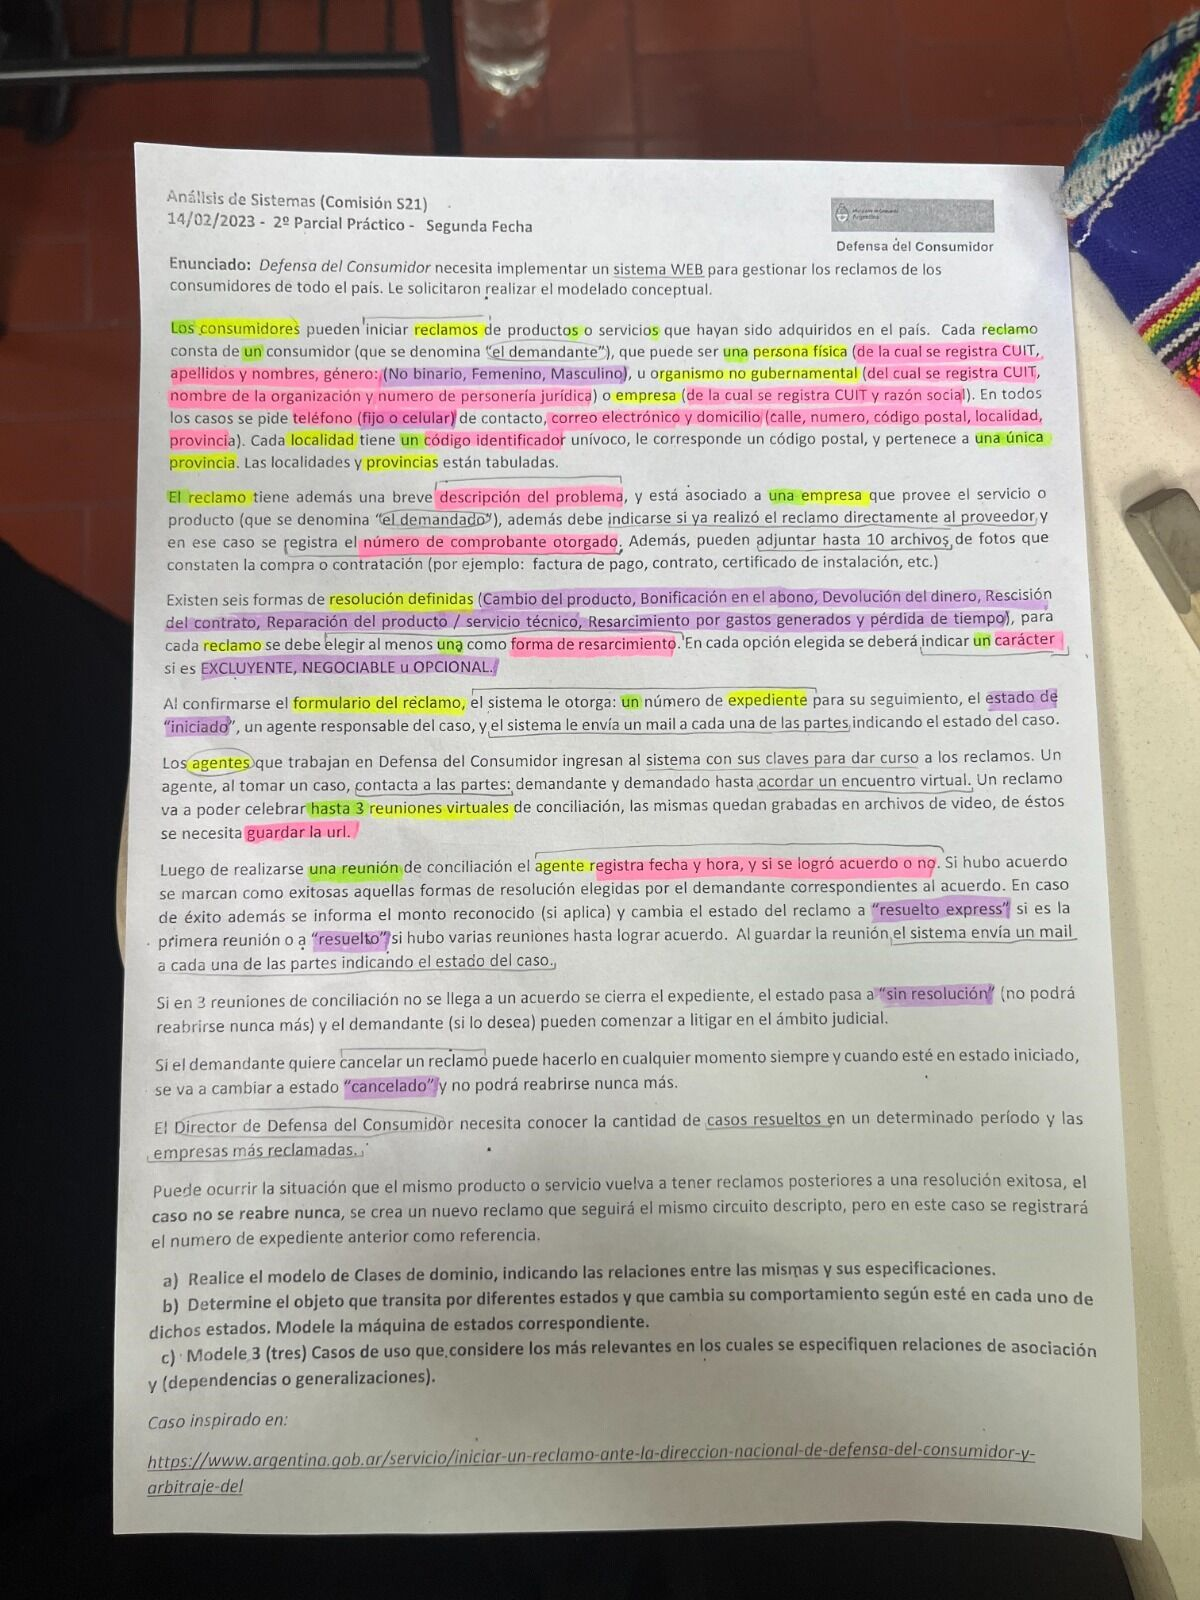 Análisis de Sistemas (Comisión S21)
14/02/2023 - 2º Parcial Práctico - Segunda Fecha
Argentina
Defensa del Consumidor
Enunciado: Defensa del Consumidor necesita implementar un sistema WEB para gestionar los reclamos de los
consumidores de todo el país. Le solicitaron realizar el modelado conceptual.
Los consumidores pueden iniciar reclamos de productos o servicios que hayan sido adquiridos en el país. Cada reclamo
consta de un consumidor (que se denomina "el demandante"), que puede ser una persona física (de la cual se registra CUIT,
apellidos y nombres, género: (No binario, Femenino, Masculino), u organismo no gubernamental (del cual se registra CUIT,
nombre de la organización y numero de personería jurídica) o empresa (de la cual se registra CUIT y razón social). En todos
los casos se pide teléfono (fijo o celular) de contacto, correo electrónico y domicilio (calle, numero, código postal, localidad,
provincia). Cada localidad tiene un código identificador unívoco, le corresponde un código postal, y pertenece a una única
provincia. Las localidades y provincias están tabuladas.
El reclamo tiene además una breve descripción del problema, y está asociado a una empresa que provee el servicio o
producto (que se denomina "el demandado"), además debe indicarse si ya realizó el reclamo directamente al proveedor y
en ese caso se registra el número de comprobante otorgado. Además, pueden adjuntar hasta 10 archivos de fotos que
constaten la compra o contratación (por ejemplo: factura de pago, contrato, certificado de instalación, etc.)
Existen seis formas de resolución definidas (Cambio del producto, Bonificación en el abono, Devolución del dinero, Rescisión
del contrato, Reparación del producto / servicio técnico, Resarcimiento por gastos generados y pérdida de tiempo), para
cada reclamo se debe elegir al menos una como forma de resarcimiento. En cada opción elegida se deberá indicar un carácter
si es EXCLUYENTE, NEGOCIABLE u OPCIONAL.
Al confirmarse el formulario del reclamo, el sistema le otorga: un número de expediente para su seguimiento, el estado de
"iniciado", un agente responsable del caso, y el sistema le envía un mail a cada una de las partes indicando el estado del caso.
Los agentes que trabajan en Defensa del Consumidor ingresan al sistema con sus claves para dar curso a los reclamos. Un
agente, al tomar un caso, contacta a las partes: demandante y demandado hasta acordar un encuentro virtual. Un reclamo
va a poder celebrar hasta 3 reuniones virtuales de conciliación, las mismas quedan grabadas en archivos de video, de éstos
se necesita guardar la url.
Luego de realizarse una reunión de conciliación el agente registra fecha y hora, y si se logró acuerdo o no. Si hubo acuerdo
se marcan como exitosas aquellas formas de resolución elegidas por el demandante correspondientes al acuerdo. En caso
de éxito además se informa el monto reconocido (si aplica) y cambia el estado del reclamo a "resuelto express" si es la
primera reunión o a "resuelto" si hubo varias reuniones hasta lograr acuerdo. Al guardar la reunión el sistema envía un mail
a cada una de las partes indicando el estado del caso.
Si en 3 reuniones de conciliación no se llega a un acuerdo se cierra el expediente, el estado pasa a "sin resolución" (no podrá
reabrirse nunca más) y el demandante (si lo desea) pueden comenzar a litigar en el ámbito judicial.
Si el demandante quiere cancelar un reclamo puede hacerlo en cualquier momento siempre y cuando esté en estado iniciado,
se va a cambiar a estado "cancelado" y no podrá reabrirse nunca más.
El Director de Defensa del Consumidor necesita conocer la cantidad de casos resueltos en un determinado período y las
empresas más reclamadas.
Puede ocurrir la situación que el mismo producto o servicio vuelva a tener reclamos posteriores a una resolución exitosa, el
caso no se reabre nunca, se crea un nuevo reclamo que seguirá el mismo circuito descripto, pero en este caso se registrará
el numero de expediente anterior como referencia.
a) Realice el modelo de Clases de dominio, indicando las relaciones entre las mismas y sus especificaciones.
b) Determine el objeto que transita por diferentes estados y que cambia su comportamiento según esté en cada uno de
dichos estados. Modele la máquina de estados correspondiente.
c) Modele 3 (tres) Casos de uso que considere los más relevantes en los cuales se especifiquen relaciones de asociación
y (dependencias o generalizaciones).
Caso inspirado en:
https://www.argentina.gob.ar/servicio/iniciar-un-reclamo-ante-la-direccion-nacional-de-defensa-del-consumidor-y-
arbitraje-del